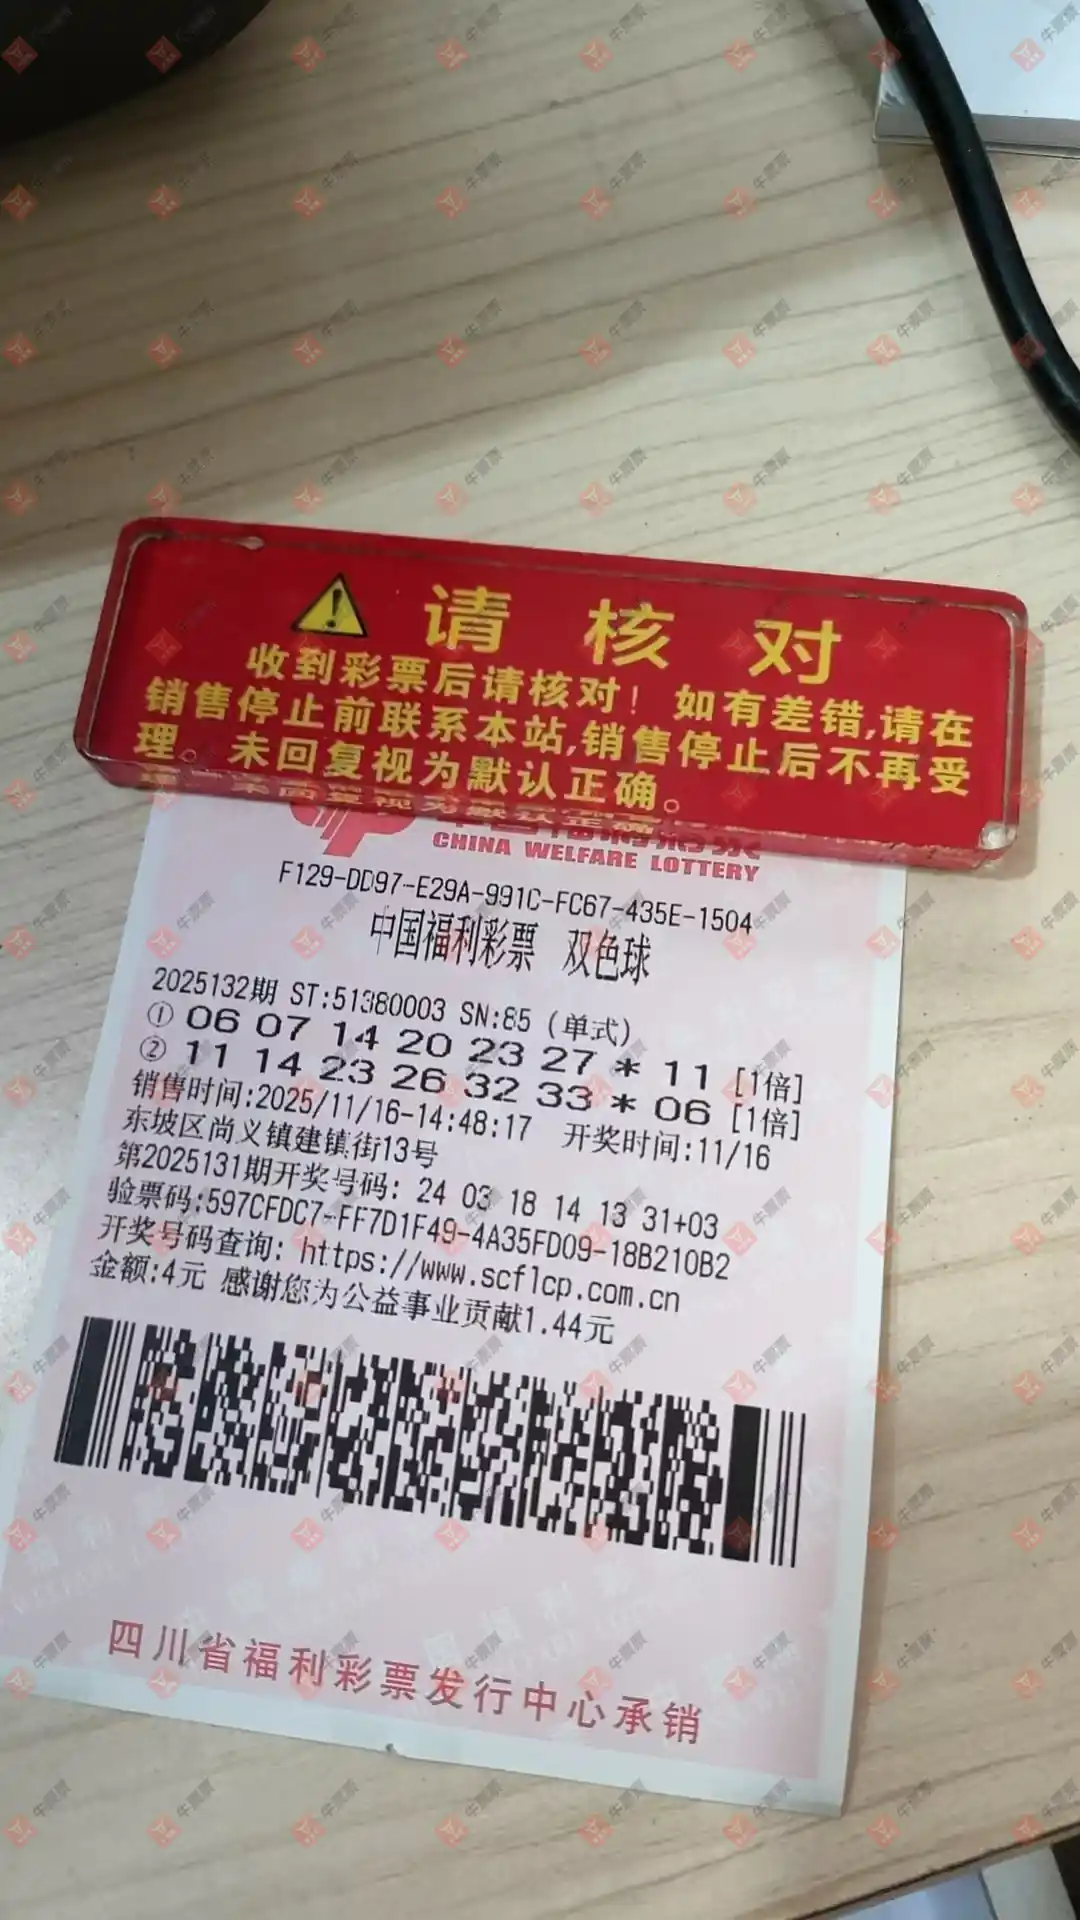 请核对
收到彩票后请核对！如有差错,请在
销售停止前联系本站,销售停止后不再受
理。未回复视为默认正确。
CHINA WELFARE LOTTERY
F129-DD97-E29A-991C-FC67-435E-1504
中国福利彩票 双色球
2025132期 ST:51380003 SN:85 (单式)
① 06 07 14 20 23 27 * 11 [1倍]
② 11 14 23 26 32 33 * 06 [1倍]
销售时间:2025/11/16-14:48:17 开奖时间:11/16
东坡区尚义镇建镇街13号
第2025131期开奖号码: 24 03 18 14 13 31+03
验票码:597CFDC7-FF7D1F49-4A35FD09-18B210B2
开奖号码查询: https://www.scflcp.com.cn
金额:4元 感谢您为公益事业贡献1.44元
四川省福利彩票发行中心承销